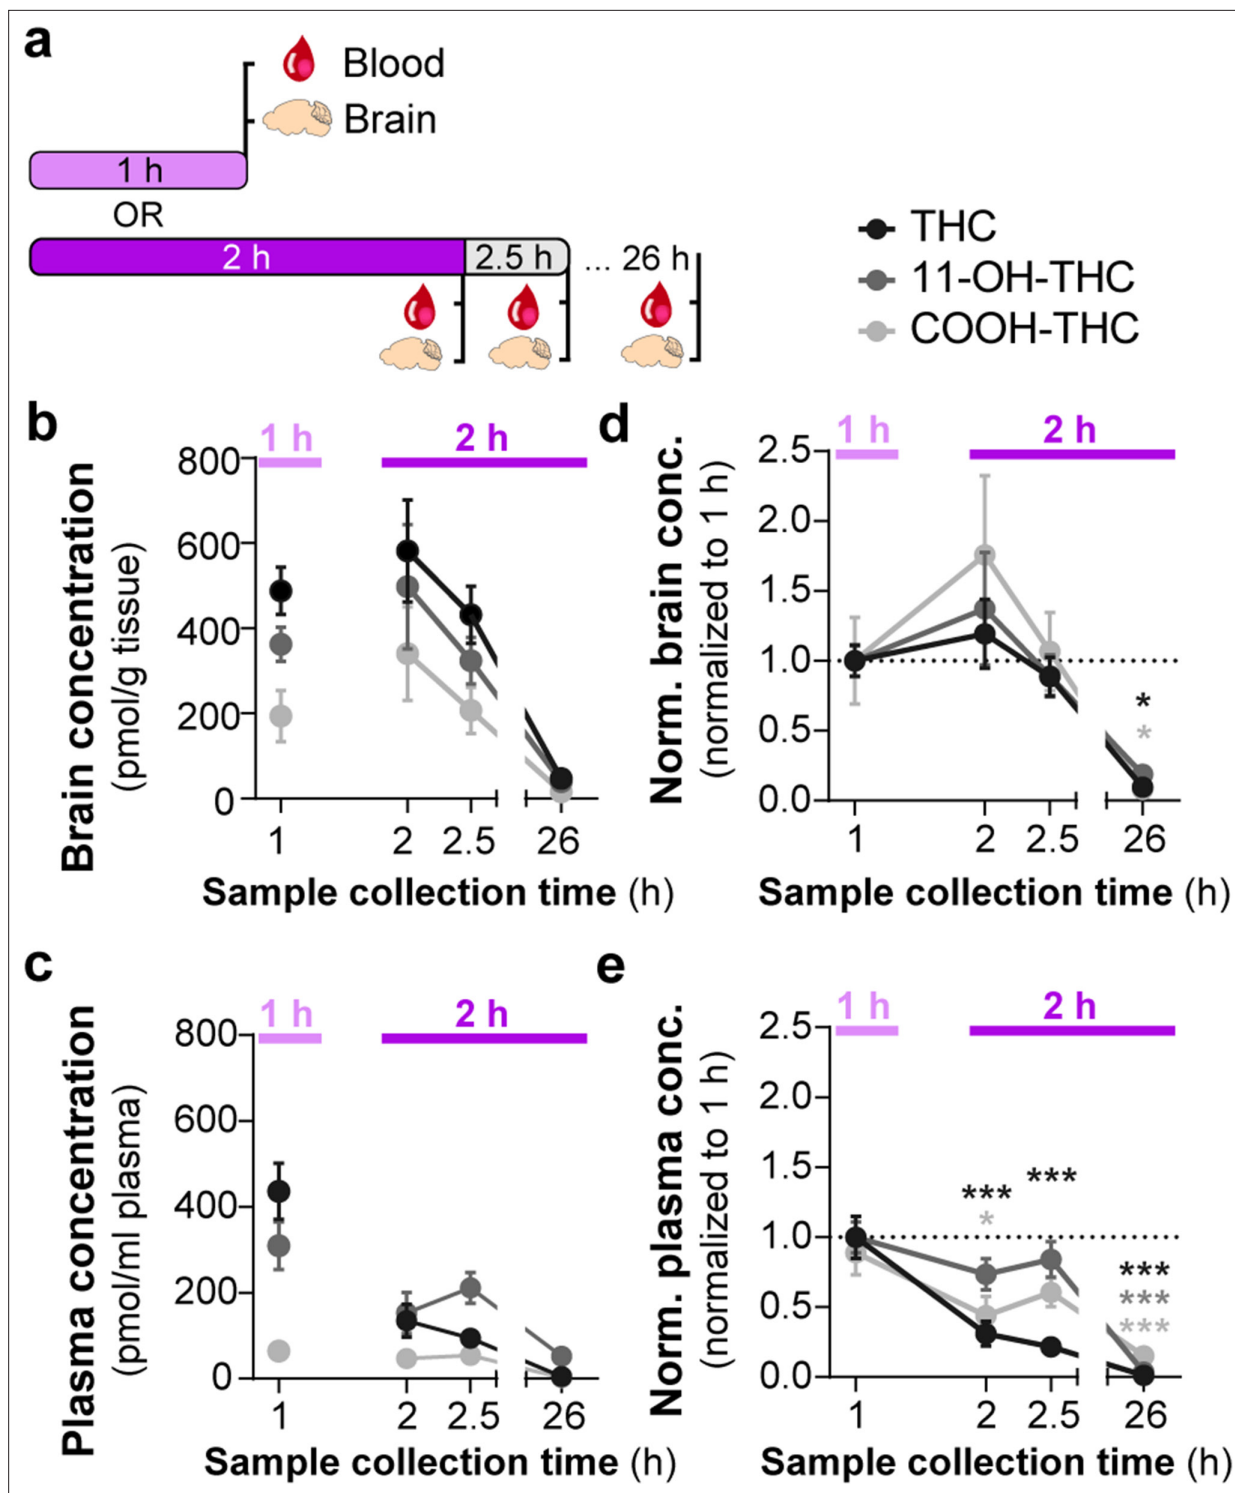 a
Blood
Brain
1 h
OR
2 h 2.5 h ... 26 h
THC
11-OH-THC
COOH-THC
b
1 h 2 h
Brain concentration
(pmol/g tissue)
800
600
400
200
0
1 2 2.5 26
Sample collection time (h)
d
1 h 2 h
Norm. brain conc.
(normalized to 1 h)
2.5
2.0
1.5
1.0
0.5
0.0
*
*
1 2 2.5 26
Sample collection time (h)
c
1 h 2 h
Plasma concentration
(pmol/ml plasma)
800
600
400
200
0
1 2 2.5 26
Sample collection time (h)
e
1 h 2 h
Norm. plasma conc.
(normalized to 1 h)
2.5
2.0
1.5
1.0
0.5
0.0
*** ***
*
***
***
***
1 2 2.5 26
Sample collection time (h)